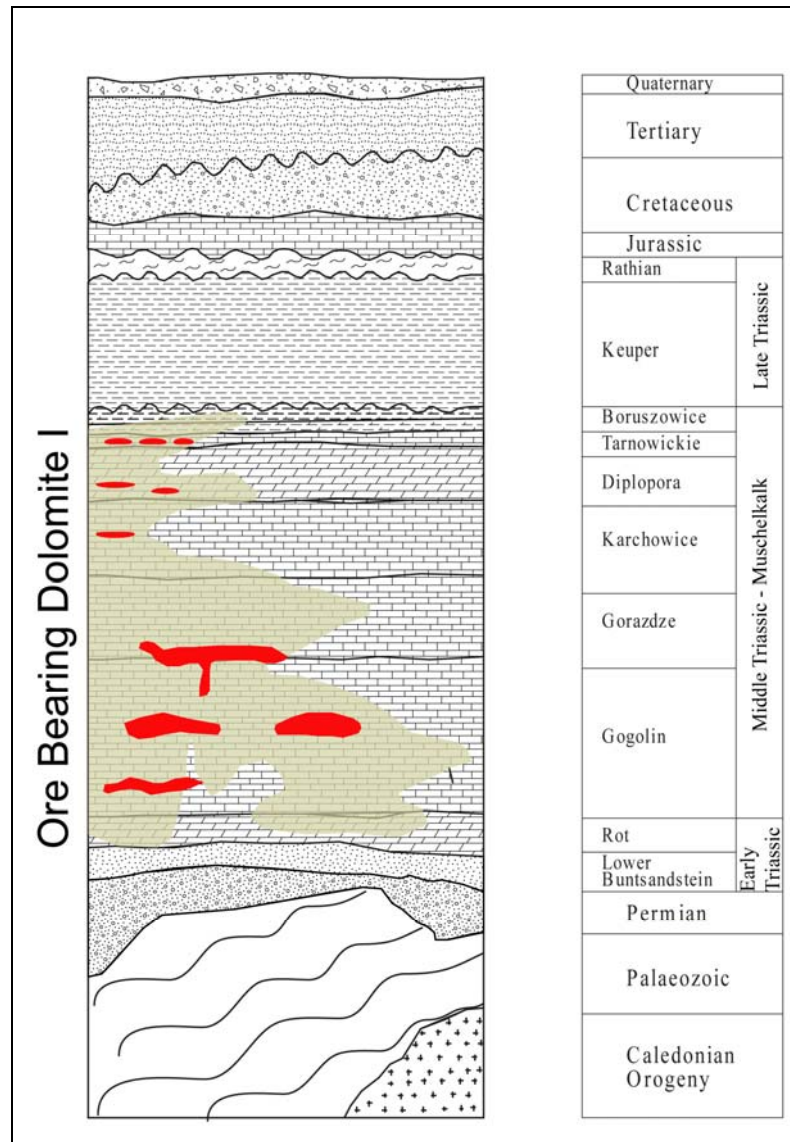 Ore Bearing Dolomite I
Quaternary
Tertiary
Cretaceous
Jurassic
Rathian
Keuper
Late Triassic
Boruszowice
Tarnowickie
Diplopora
Karchowice
Gorazdze
Gogolin
Middle Triassic - Muschelkalk
Rot
Lower
Buntsandstein
Early
Triassic
Permian
Palaeozoic
Caledonian
Orogeny